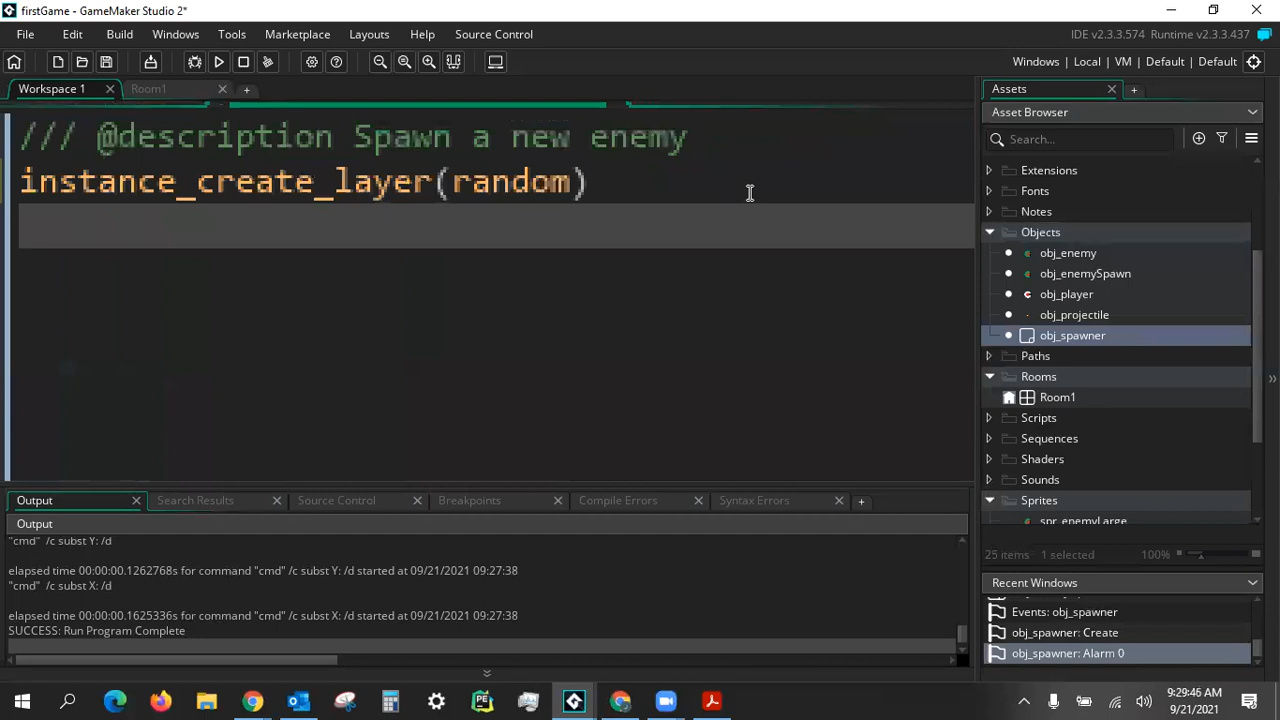 firstGame - GameMaker Studio 2*
File Edit Build Windows Tools Marketplace Layouts Help Source Control
IDE v2.3.3.574 Runtime v2.3.3.437
Windows | Local | VM | Default | Default
Workspace 1
Room1
/// @description Spawn a new enemy
instance_create_layer(random)
Assets
Asset Browser
Search...
Extensions
Fonts
Notes
Objects
obj_enemy
obj_enemySpawn
obj_player
obj_projectile
obj_spawner
Paths
Rooms
Room1
Scripts
Sequences
Shaders
Sounds
Sprites
spr_enemyLarge
25 items 1 selected 100%
Recent Windows
Events: obj_spawner
obj_spawner: Create
obj_spawner: Alarm 0
Output Search Results Source Control Breakpoints Compile Errors Syntax Errors
Output
"cmd" /c subst Y: /d
elapsed time 00:00:00.1262768s for command "cmd" /c subst Y: /d started at 09/21/2021 09:27:38
"cmd" /c subst X: /d
elapsed time 00:00:00.1625336s for command "cmd" /c subst X: /d started at 09/21/2021 09:27:38
SUCCESS: Run Program Complete
9:29:46 AM
9/21/2021